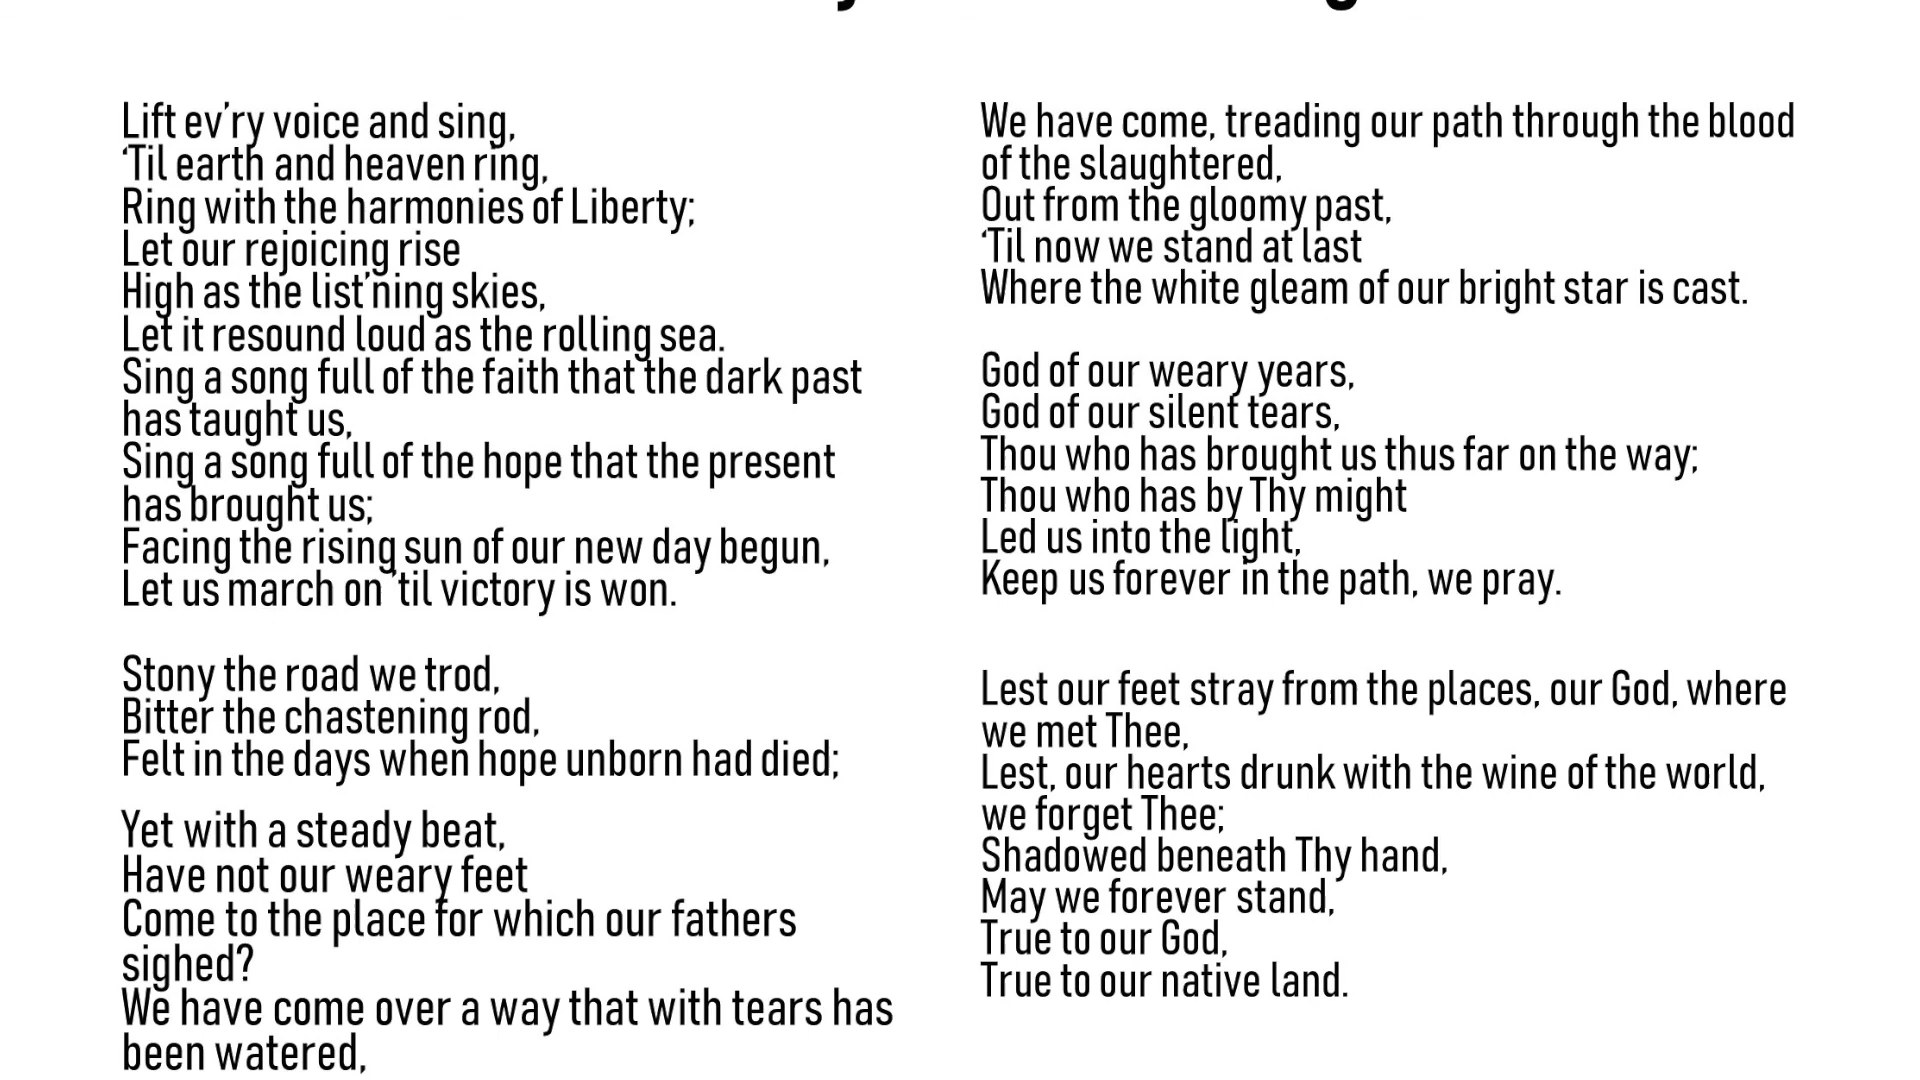 Lift ev’ry voice and sing,
‘Til earth and heaven ring,
Ring with the harmonies of Liberty;
Let our rejoicing rise
High as the list’ning skies,
Let it resound loud as the rolling sea.
Sing a song full of the faith that the dark past
has taught us,
Sing a song full of the hope that the present
has brought us;
Facing the rising sun of our new day begun,
Let us march on ’til victory is won.

Stony the road we trod,
Bitter the chastening rod,
Felt in the days when hope unborn had died;

Yet with a steady beat,
Have not our weary feet
Come to the place for which our fathers
sighed?
We have come over a way that with tears has
been watered,

We have come, treading our path through the blood
of the slaughtered,
Out from the gloomy past,
‘Til now we stand at last
Where the white gleam of our bright star is cast.

God of our weary years,
God of our silent tears,
Thou who has brought us thus far on the way;
Thou who has by Thy might
Led us into the light,
Keep us forever in the path, we pray.

Lest our feet stray from the places, our God, where
we met Thee,
Lest, our hearts drunk with the wine of the world,
we forget Thee;
Shadowed beneath Thy hand,
May we forever stand,
True to our God,
True to our native land.